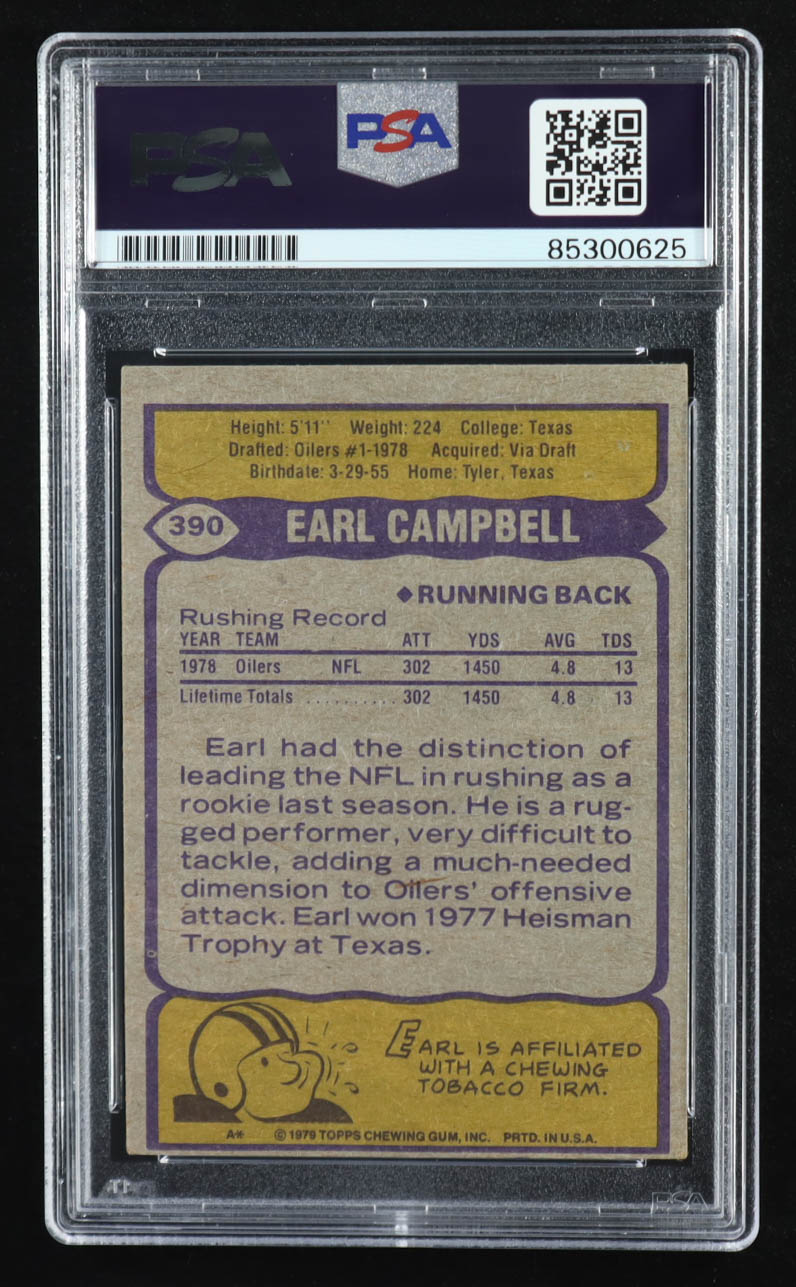 PSA
PSA
85300625
Height: 5'11'' Weight: 224 College: Texas
Drafted: Oilers #1-1978 Acquired: Via Draft
Birthdate: 3-29-55 Home: Tyler, Texas
390 EARL CAMPBELL
◆RUNNING BACK
Rushing Record
YEAR TEAM ATT YDS AVG TDS
1978 Oilers NFL 302 1450 4.8 13
Lifetime Totals .......... 302 1450 4.8 13
Earl had the distinction of
leading the NFL in rushing as a
rookie last season. He is a rug-
ged performer, very difficult to
tackle, adding a much-needed
dimension to Oilers' offensive
attack. Earl won 1977 Heisman
Trophy at Texas.
EARL IS AFFILIATED
WITH A CHEWING
TOBACCO FIRM.
A* © 1979 TOPPS CHEWING GUM, INC. PRTD. IN U.S.A.
PSA